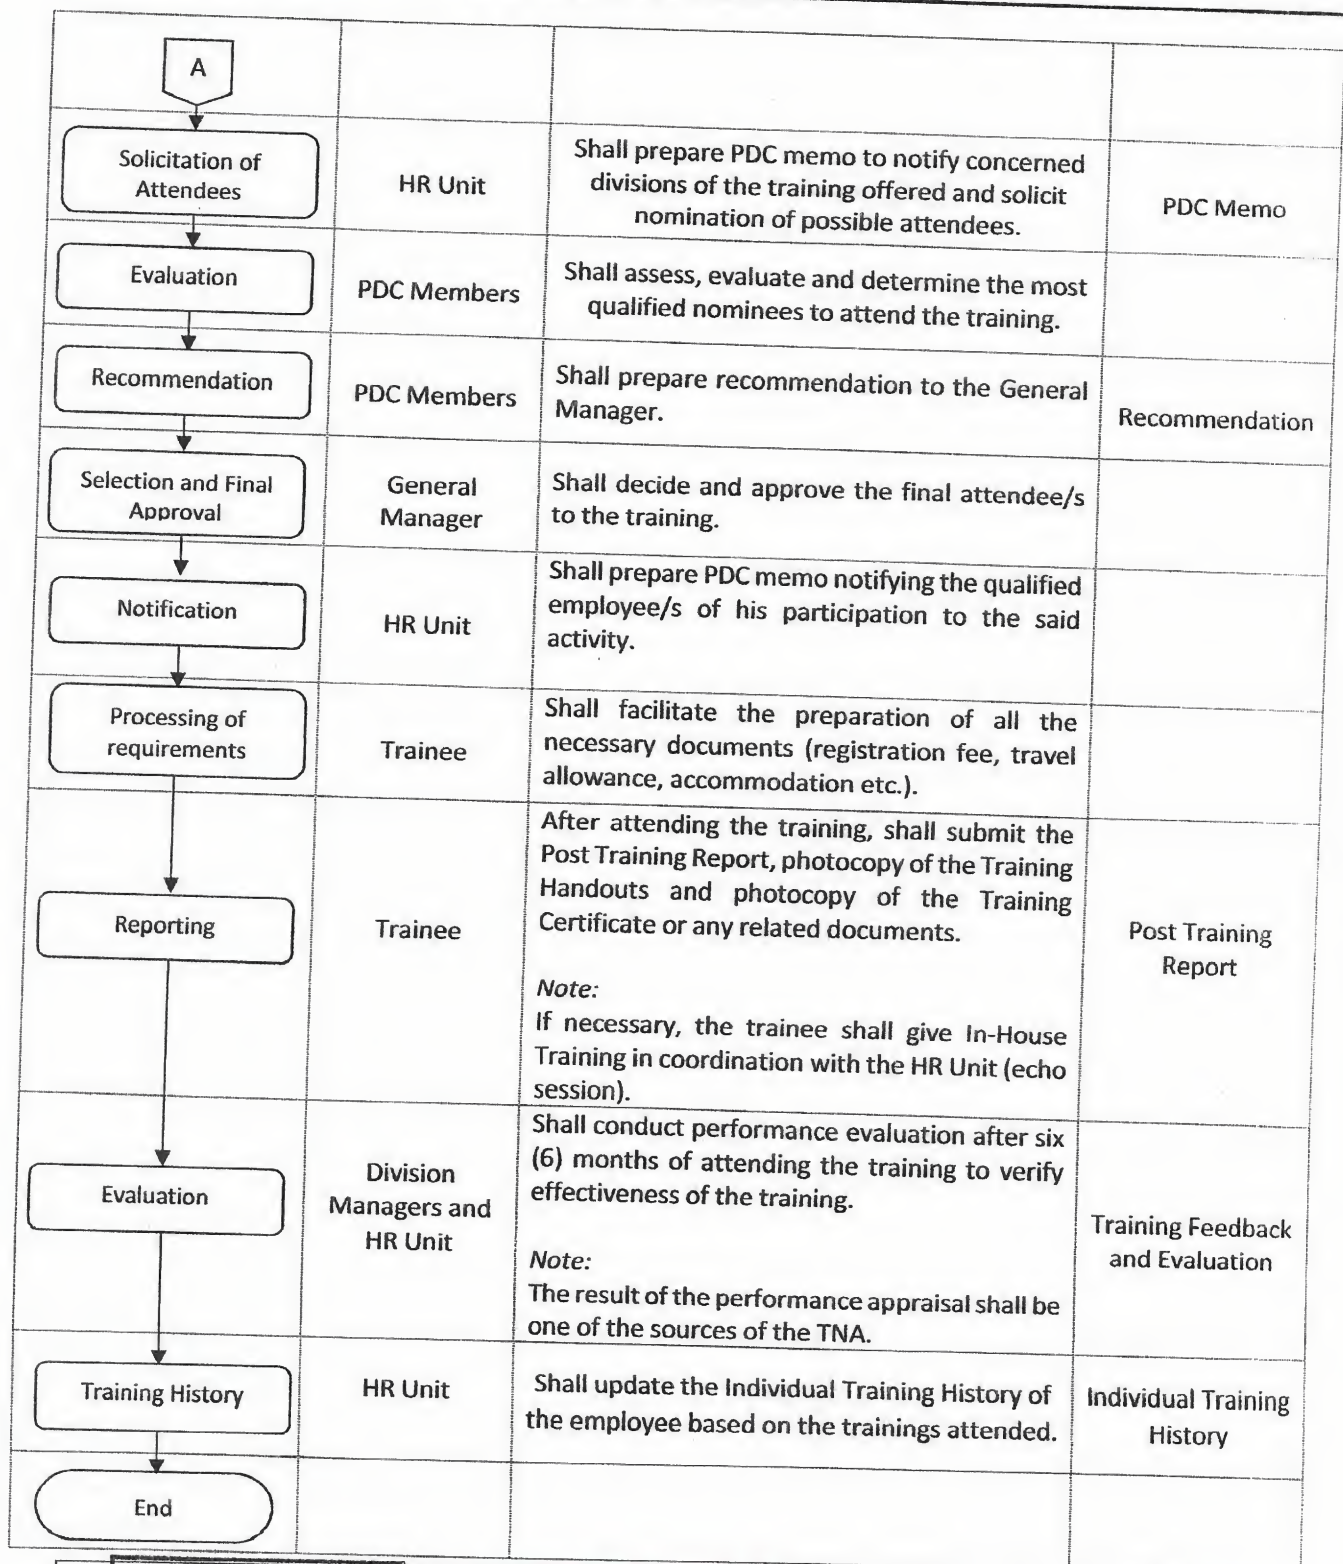 A
Solicitation of
Attendees
HR Unit
Shall prepare PDC memo to notify concerned
divisions of the training offered and solicit
nomination of possible attendees.
PDC Memo
Evaluation
PDC Members
Shall assess, evaluate and determine the most
qualified nominees to attend the training.
Recommendation
PDC Members
Shall prepare recommendation to the General
Manager.
Recommendation
Selection and Final
Approval
General
Manager
Shall decide and approve the final attendee/s
to the training.
Notification
HR Unit
Shall prepare PDC memo notifying the qualified
employee/s of his participation to the said
activity.
Processing of
requirements
Trainee
Shall facilitate the preparation of all the
necessary documents (registration fee, travel
allowance, accommodation etc.).
Reporting
Trainee
After attending the training, shall submit the
Post Training Report, photocopy of the Training
Handouts and photocopy of the Training
Certificate or any related documents.
Note:
If necessary, the trainee shall give In-House
Training in coordination with the HR Unit (echo
session).
Post Training
Report
Evaluation
Division
Managers and
HR Unit
Shall conduct performance evaluation after six
(6) months of attending the training to verify
effectiveness of the training.
Note:
The result of the performance appraisal shall be
one of the sources of the TNA.
Training Feedback
and Evaluation
Training History
HR Unit
Shall update the Individual Training History of
the employee based on the trainings attended.
Individual Training
History
End